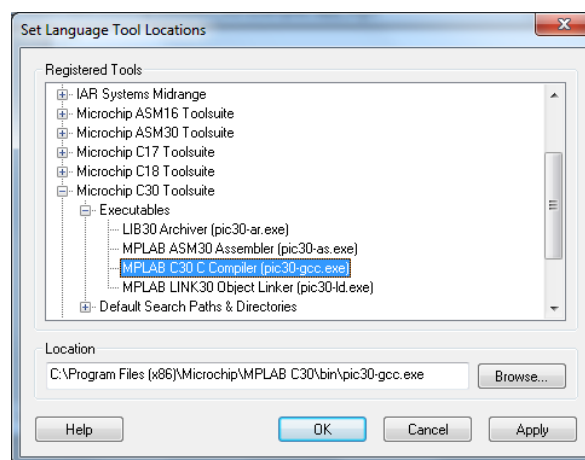 Set Language Tool Locations
Registered Tools
IAR Systems Midrange
Microchip ASM16 Toolsuite
Microchip ASM30 Toolsuite
Microchip C17 Toolsuite
Microchip C18 Toolsuite
Microchip C30 Toolsuite
Executables
LIB30 Archiver (pic30-ar.exe)
MPLAB ASM30 Assembler (pic30-as.exe)
MPLAB C30 C Compiler (pic30-gcc.exe)
MPLAB LINK30 Object Linker (pic30-ld.exe)
Default Search Paths & Directories
Location
C:\Program Files (x86)\Microchip\MPLAB C30\bin\pic30-gcc.exe Browse...
Help OK Cancel Apply